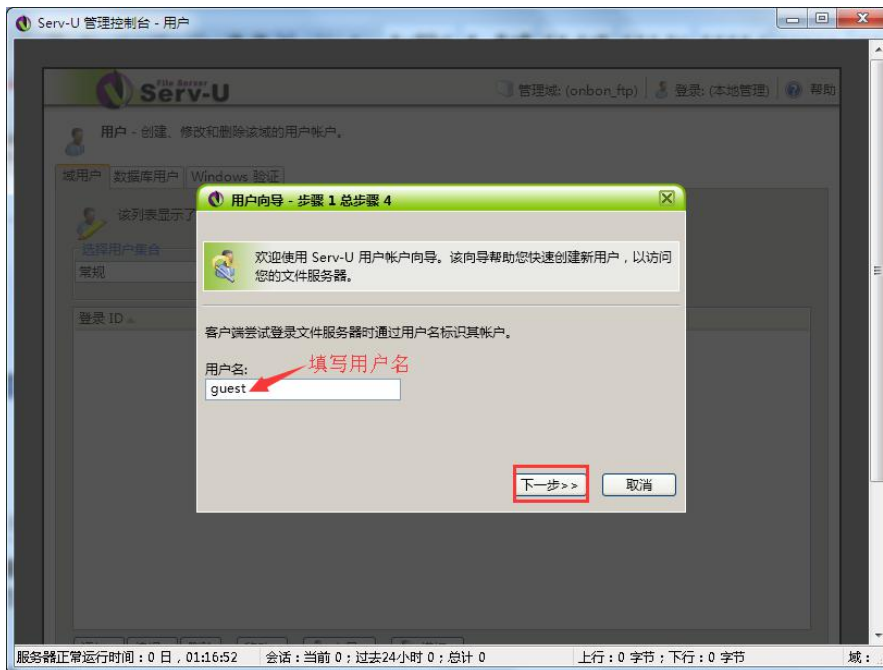 Serv-U 管理控制台 - 用户
File Server
Serv-U
管理域: (onbon_ftp)
登录: (本地管理)
帮助
用户 - 创建、修改和删除该域的用户帐户。
域用户 数据库用户 Windows 验证
该列表显示了
选择用户集合
常规
登录 ID
用户向导 - 步骤 1 总步骤 4
欢迎使用 Serv-U 用户帐户向导。该向导帮助您快速创建新用户，以访问
您的文件服务器。
客户端尝试登录文件服务器时通过用户名标识其帐户。
用户名:
填写用户名
guest
下一步>>
取消
服务器正常运行时间：0 日，01:16:52 会话：当前 0；过去24小时 0；总计 0 上行：0 字节；下行：0 字节 域：